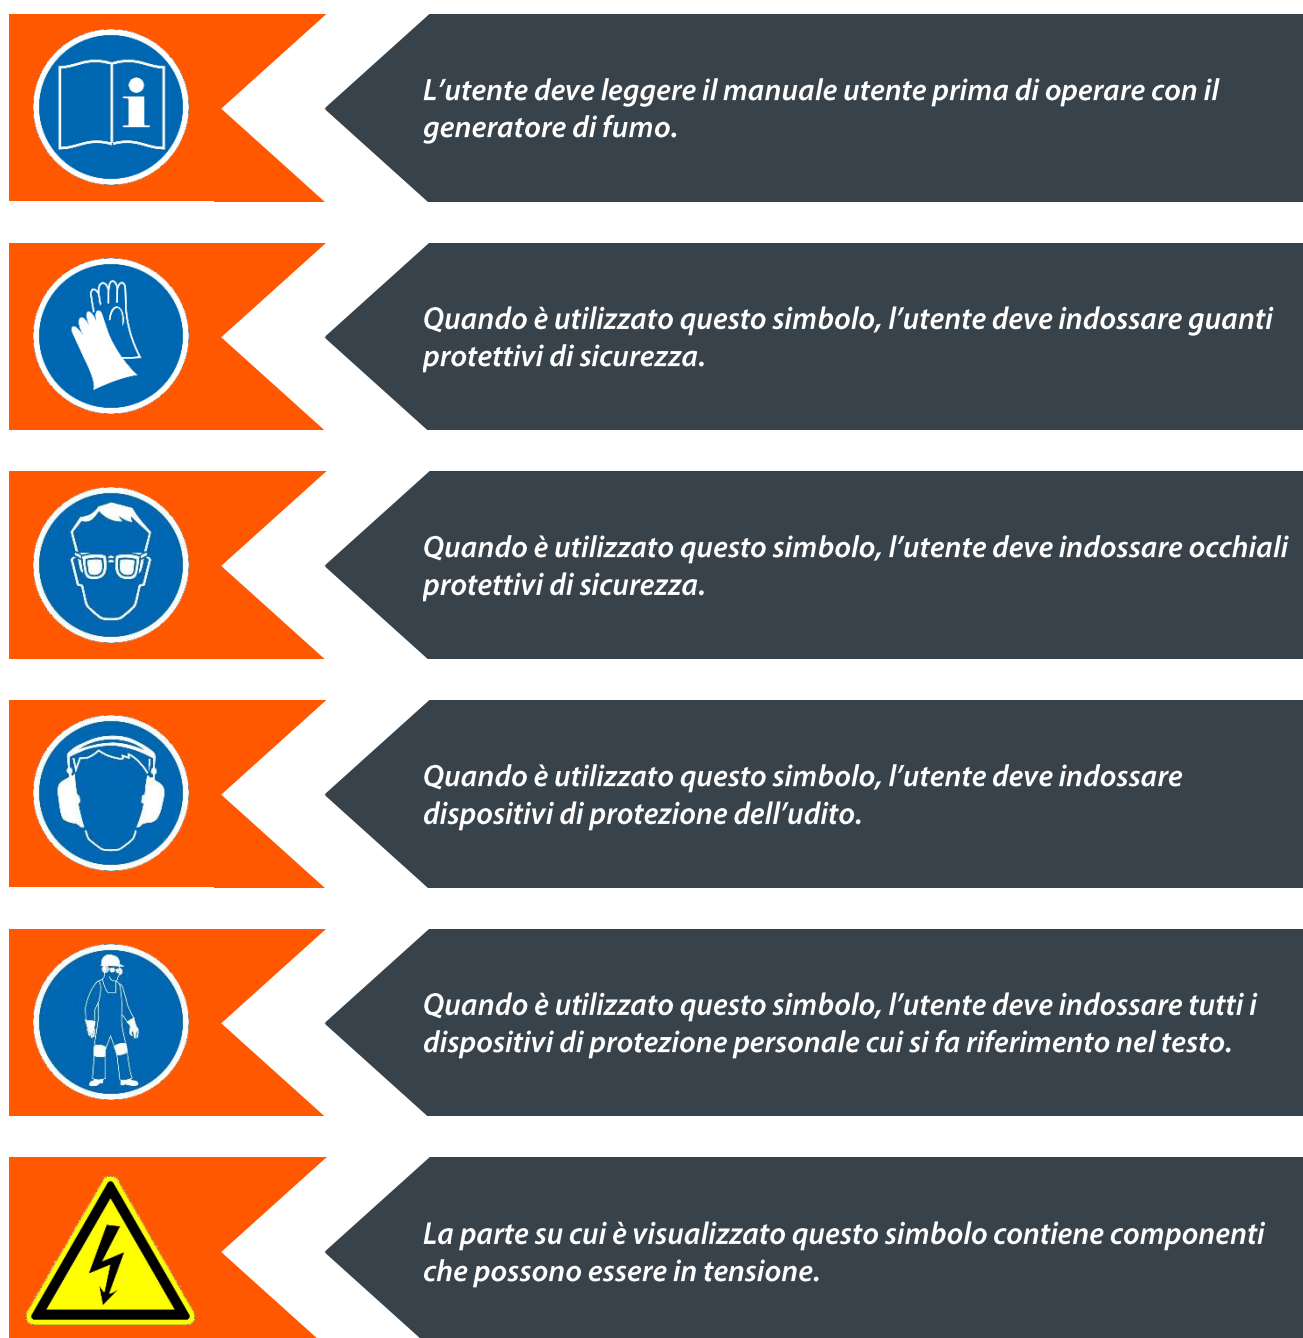 L’utente deve leggere il manuale utente prima di operare con il
generatore di fumo.
Quando è utilizzato questo simbolo, l’utente deve indossare guanti
protettivi di sicurezza.
Quando è utilizzato questo simbolo, l’utente deve indossare occhiali
protettivi di sicurezza.
Quando è utilizzato questo simbolo, l’utente deve indossare
dispositivi di protezione dell’udito.
Quando è utilizzato questo simbolo, l’utente deve indossare tutti i
dispositivi di protezione personale cui si fa riferimento nel testo.
La parte su cui è visualizzato questo simbolo contiene componenti
che possono essere in tensione.